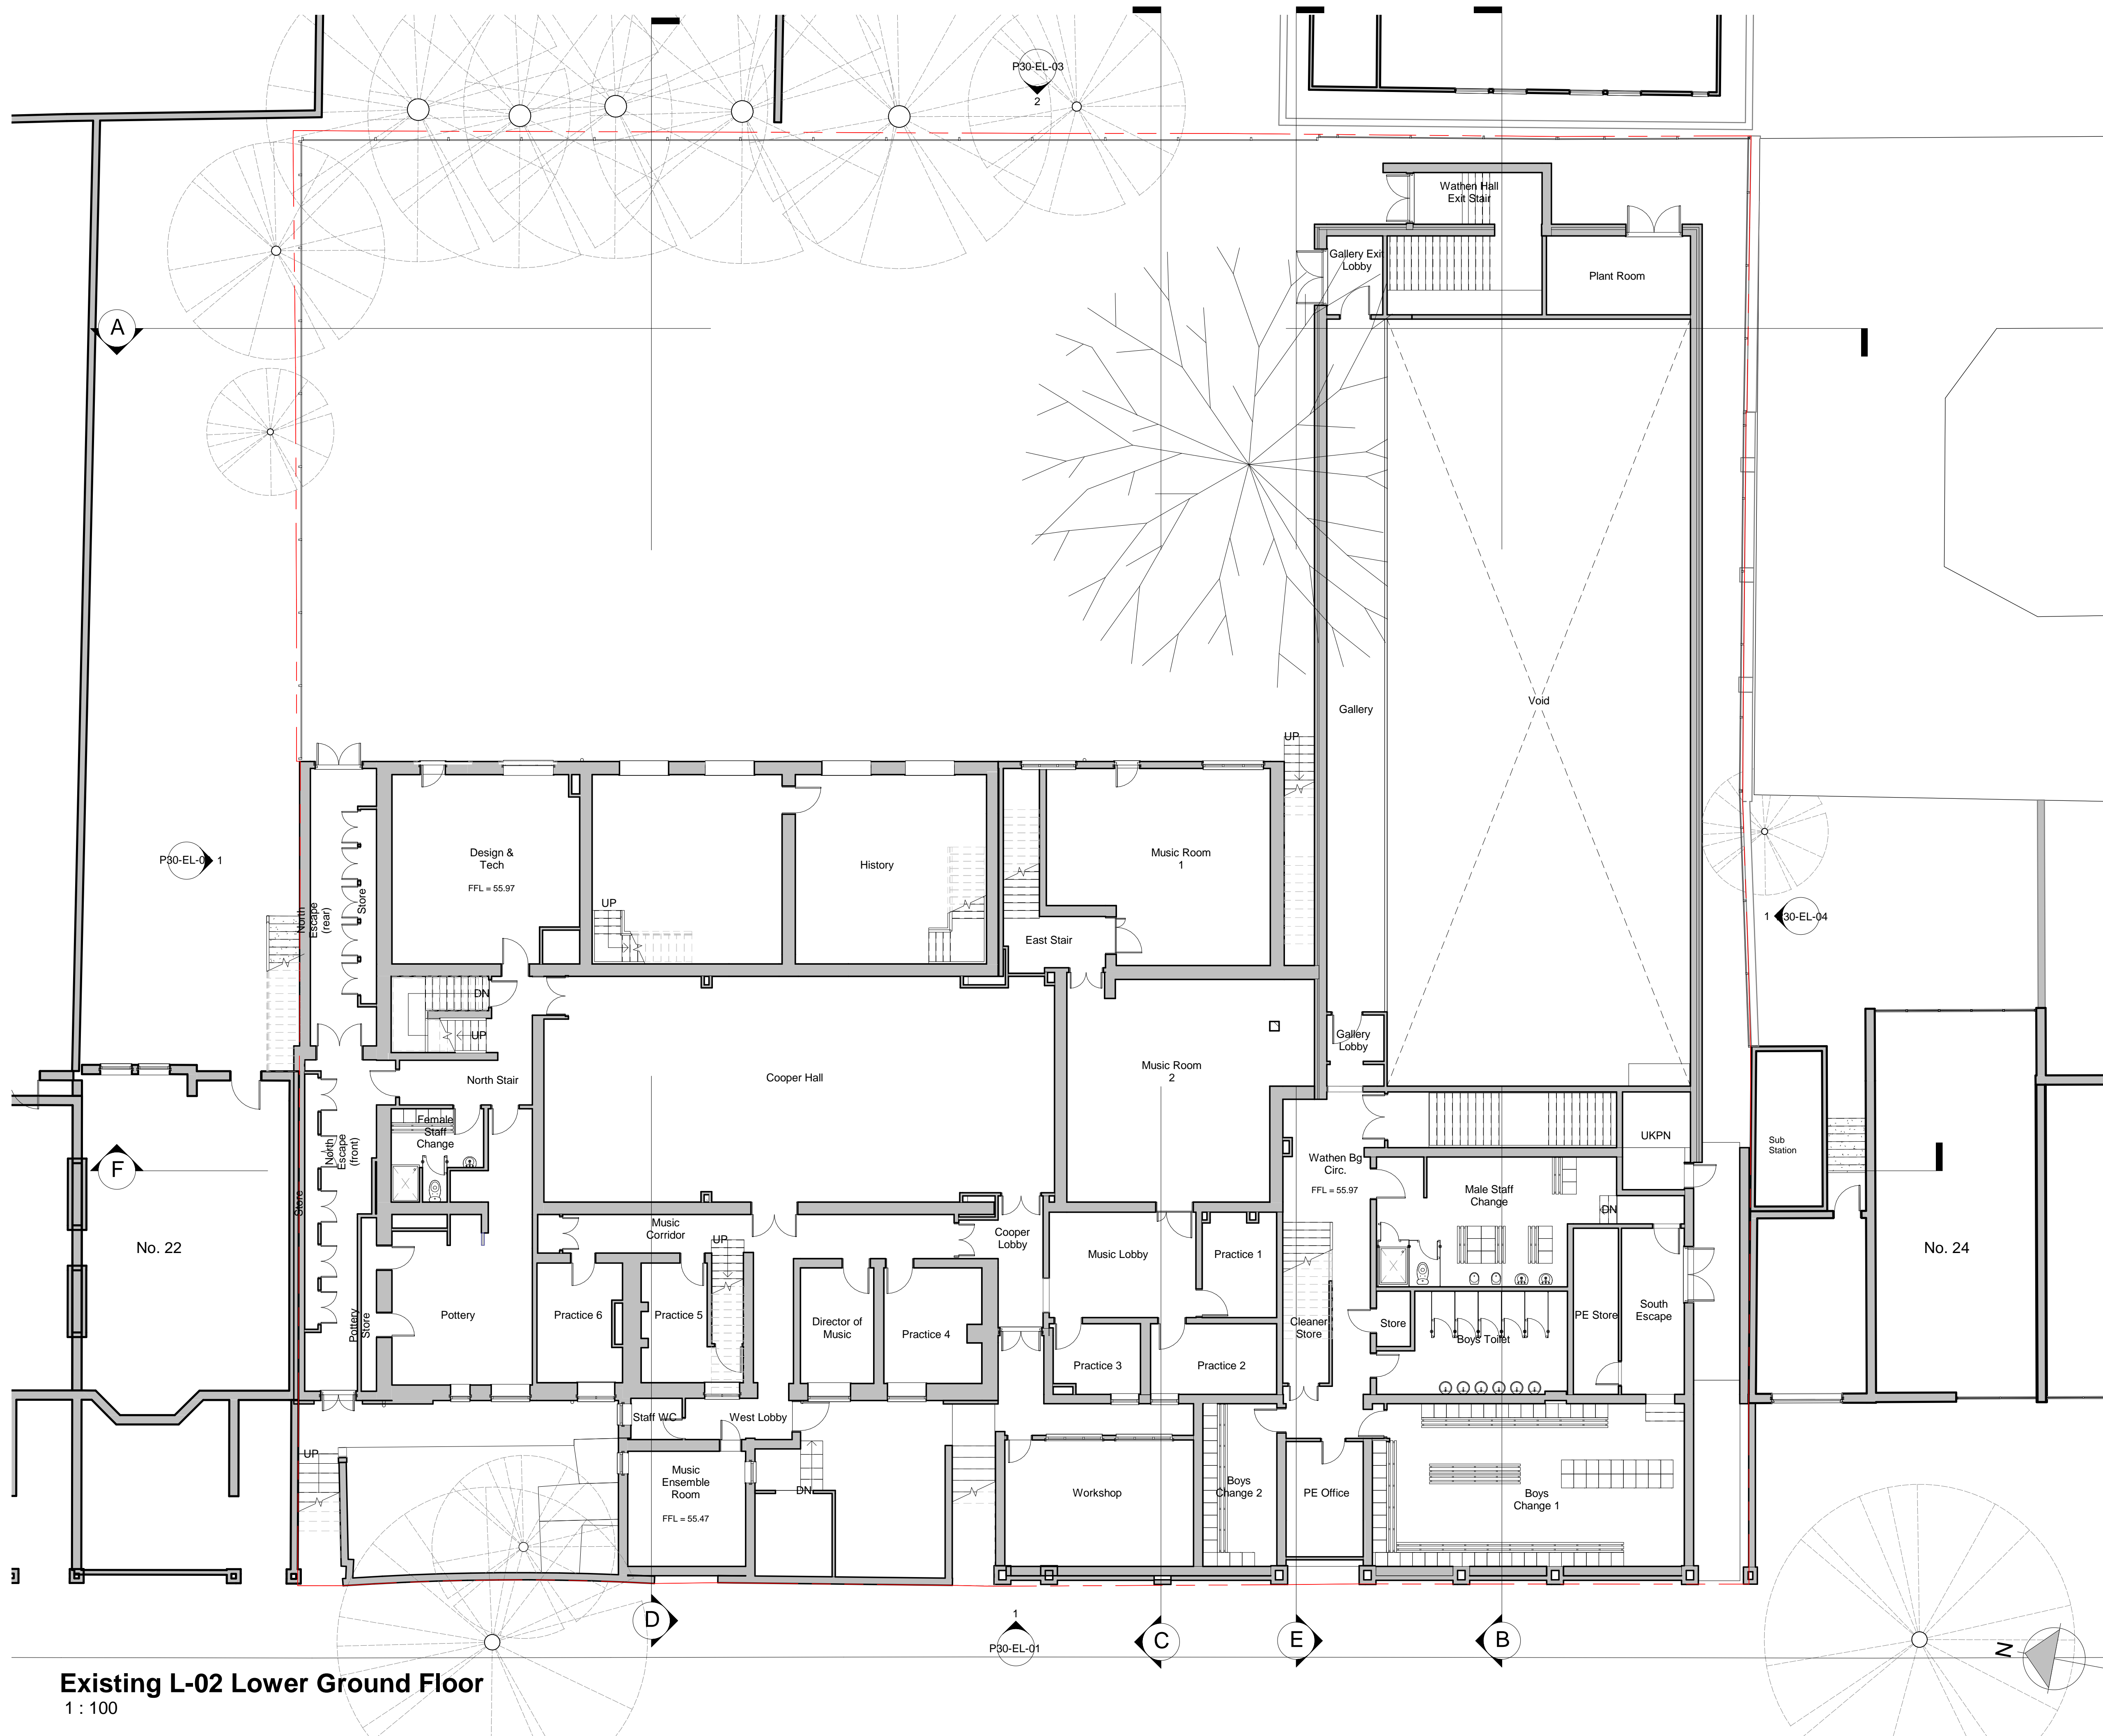 P30-EL-03
2
Wathen Hall
Exit Stair
Gallery Exit
Lobby
Plant Room
A
Gallery
Void
UP
P30-EL-0
1
North
Escape
(rear)
Store
Design &
Tech
FFL = 55.97
UP
History
Music Room
1
East Stair
1
30-EL-04
DN
UP
North Stair
Cooper Hall
Music Room
2
Gallery
Lobby
UKPN
Sub
Station
F
No. 22
Store
North
Escape
(front)
Female
Staff
Change
Wathen Bg
Circ.
FFL = 55.97
Male Staff
Change
DN
Music
Corridor
UP
Cooper
Lobby
Music Lobby
Practice 1
No. 24
Pottery
Store
Pottery
Practice 6
Practice 5
Director of
Music
Practice 4
Practice 3
Practice 2
Cleaner
Store
Store
Boys Toilet
PE Store
South
Escape
Staff WC
West Lobby
UP
Music
Ensemble
Room
FFL = 55.47
DN
Workshop
Boys
Change 2
PE Office
Boys
Change 1
D
1
P30-EL-01
C
E
B
N
Existing L-02 Lower Ground Floor
1 : 100